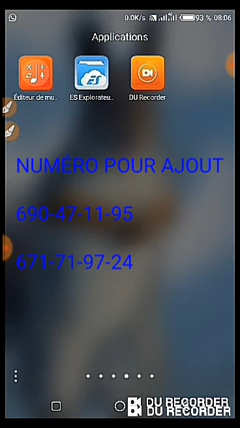 0.0K/s 93 % 08:06
Applications
Éditeur de mu.. ES Explorateu.. DU Recorder
NUMÉRO POUR AJOUT
690-47-11-95
671-71-97-24
DU RECORDER
DU RECORDER